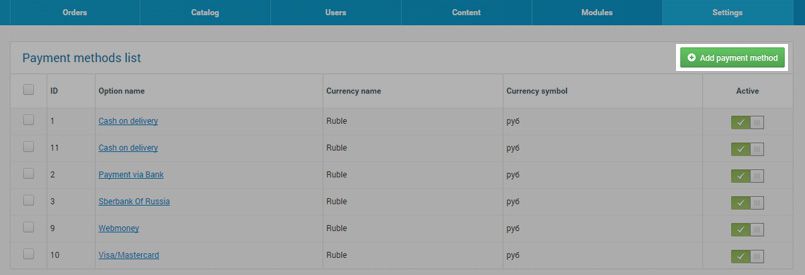 Orders Catalog Users Content Modules Settings
Payment methods list Add payment method
ID Option name Currency name Currency symbol Active
1 Cash on delivery Ruble руб
11 Cash on delivery Ruble руб
2 Payment via Bank Ruble руб
3 Sberbank Of Russia Ruble руб
9 Webmoney Ruble руб
10 Visa/Mastercard Ruble руб